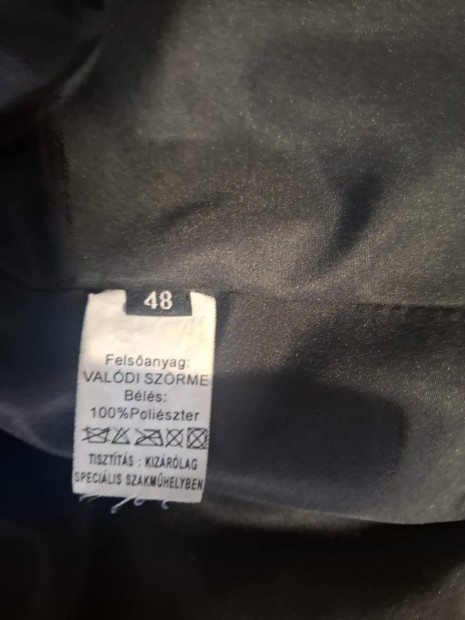 48
Felsőanyag:
VALÓDI SZŐRME
Bélés:
100%Poliészter
TISZTÍTÁS : KIZÁRÓLAG
SPECIÁLIS SZAKMŰHELYBEN